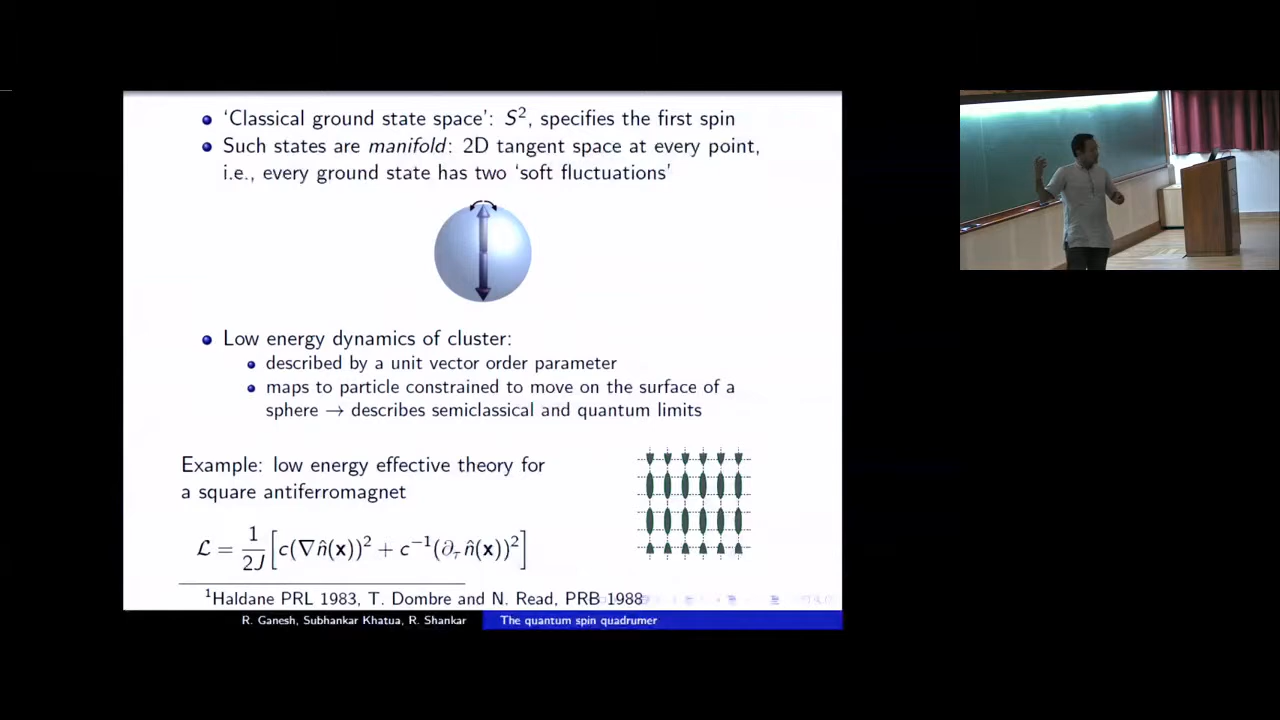 ‘Classical ground state space’: S², specifies the first spin
Such states are manifold: 2D tangent space at every point,
i.e., every ground state has two ‘soft fluctuations’
Low energy dynamics of cluster:
described by a unit vector order parameter
maps to particle constrained to move on the surface of a
sphere → describes semiclassical and quantum limits
Example: low energy effective theory for
a square antiferromagnet
ℒ = 1/2J [c(∇n̂(x))² + c⁻¹(∂τ n̂(x))²]
¹Haldane PRL 1983, T. Dombre and N. Read, PRB 1988
R. Ganesh, Subhankar Khatua, R. Shankar
The quantum spin quadrumer